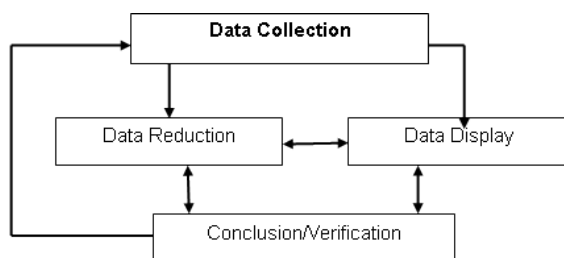 Data Collection
Data Reduction
Data Display
Conclusion/Verification